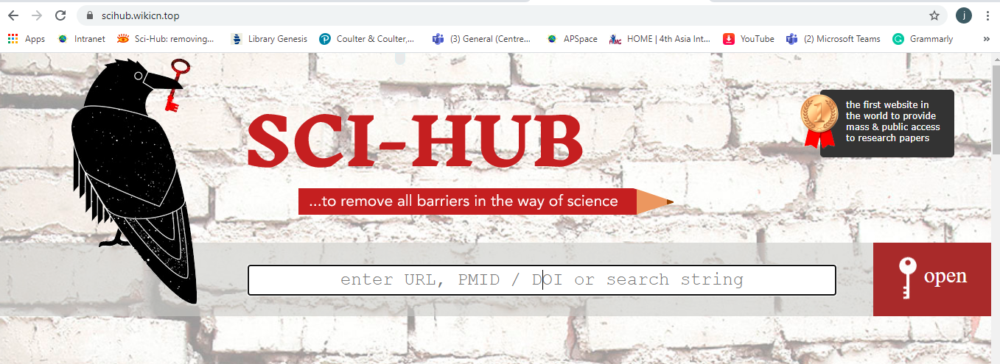 scihub.wikicn.top
j
Apps
Intranet
Sci-Hub: removing...
Library Genesis
Coulter & Coulter,...
(3) General (Centre...
APSpace
HOME | 4th Asia Int...
YouTube
(2) Microsoft Teams
Grammarly
»
SCI-HUB
...to remove all barriers in the way of science
1
the first website in
the world to provide
mass & public access
to research papers
enter URL, PMID / DOI or search string
open